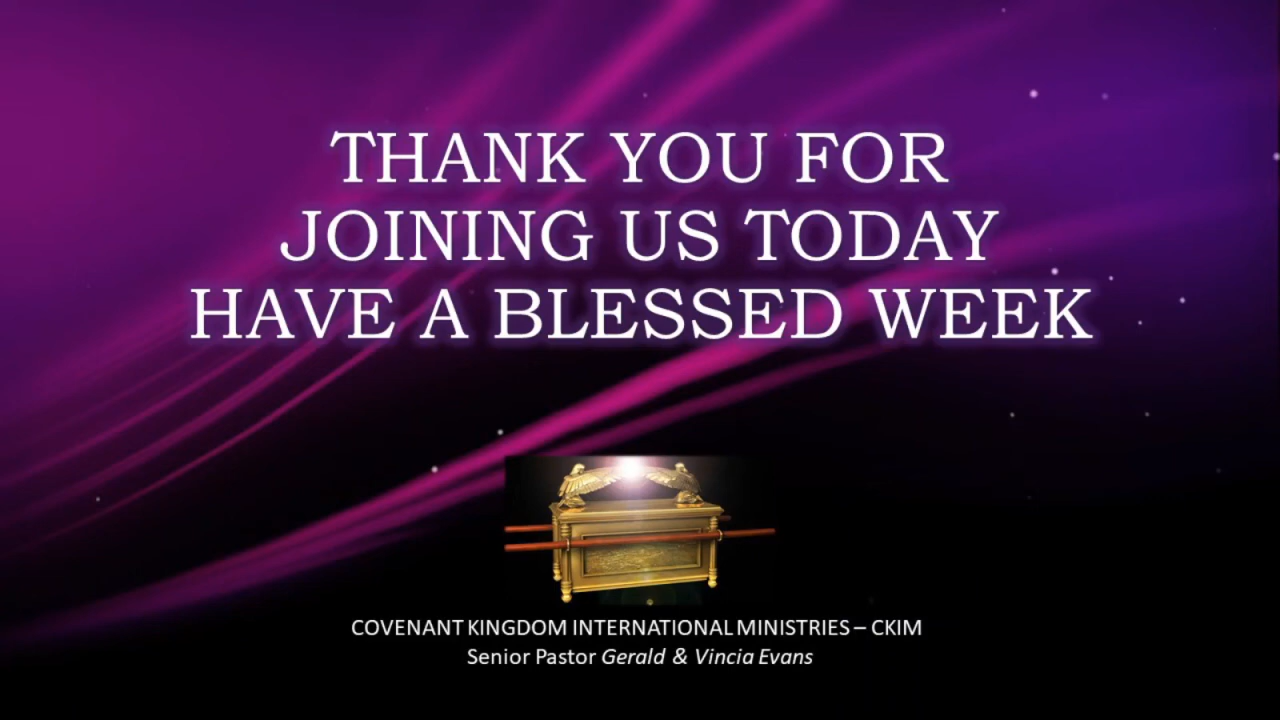 THANK YOU FOR
JOINING US TODAY
HAVE A BLESSED WEEK
COVENANT KINGDOM INTERNATIONAL MINISTRIES – CKIM
Senior Pastor Gerald & Vincia Evans